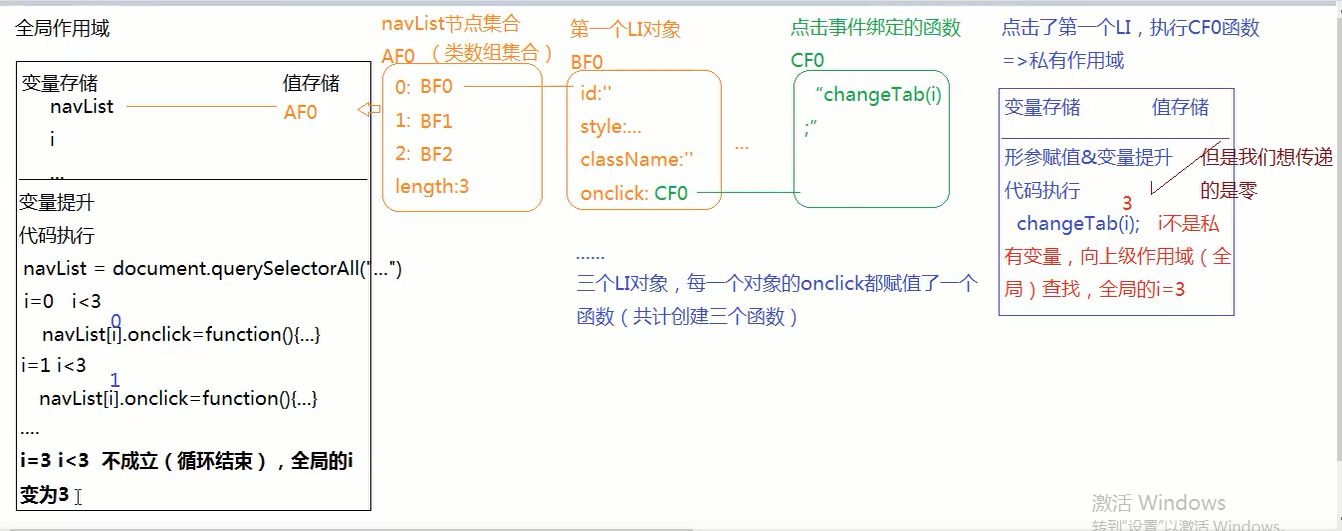 全局作用域
变量存储 值存储
navList AF0
i
...
变量提升
代码执行
navList = document.querySelectorAll("...")
i=0 i<3
0
navList[i].onclick=function(){...}
i=1 i<3
1
navList[i].onclick=function(){...}
....
i=3 i<3 不成立（循环结束），全局的i
变为3
navList节点集合
AF0 （类数组集合）
0: BF0
1: BF1
2: BF2
length:3
第一个LI对象
BF0
id:''
style:...
className:''
onclick: CF0
...
点击事件绑定的函数
CF0
“changeTab(i)
;”
......
三个LI对象，每一个对象的onclick都赋值了一个
函数（共计创建三个函数）
点击了第一个LI，执行CF0函数
=>私有作用域
变量存储 值存储
形参赋值&变量提升
代码执行
3
changeTab(i); i不是私
有变量，向上级作用域（全
局）查找，全局的i=3
但是我们想传递
的是零
激活 Windows
转到“设置”以激活 Windows。